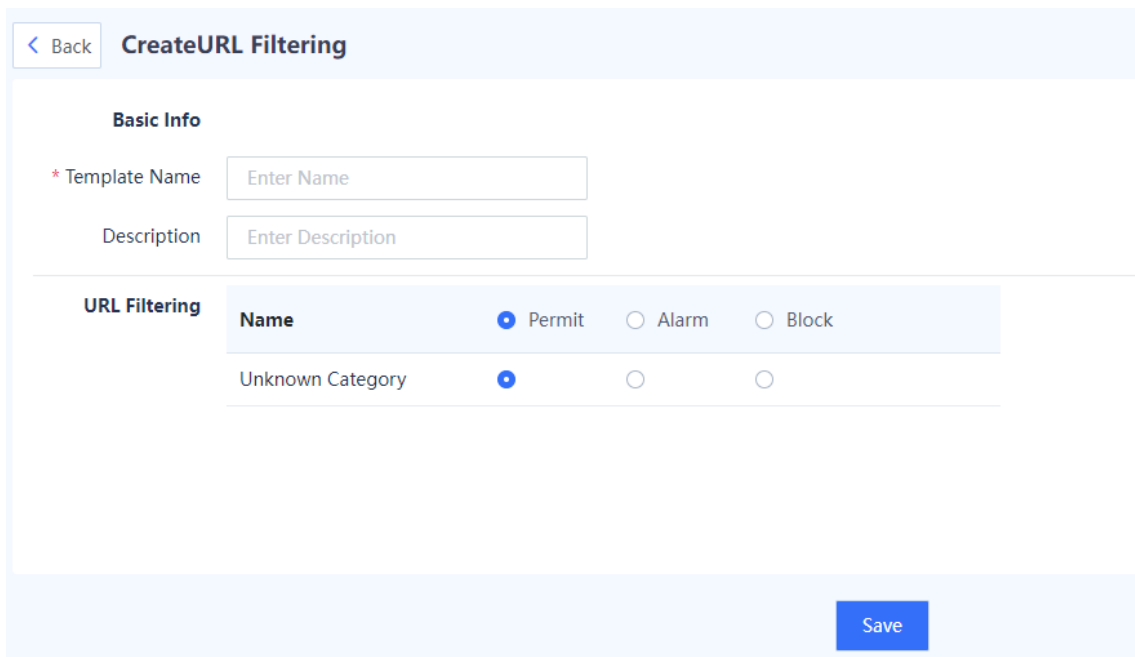 Back CreateURL Filtering
Basic Info
* Template Name Enter Name
Description Enter Description
URL Filtering Name Permit Alarm Block
Unknown Category
Save